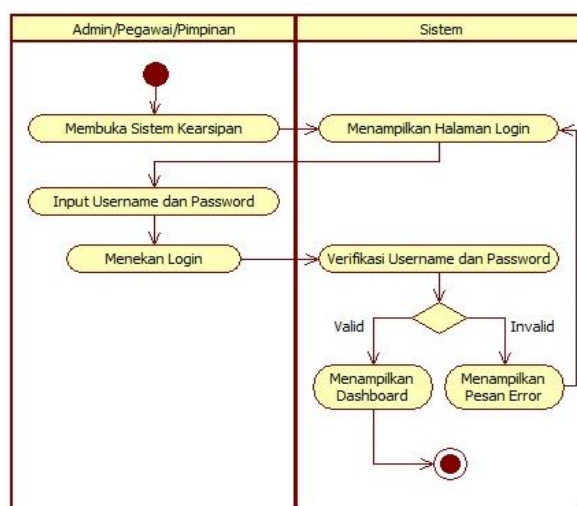 Admin/Pegawai/Pimpinan
Sistem
Membuka Sistem Kearsipan
Menampilkan Halaman Login
Input Username dan Password
Menekan Login
Verifikasi Username dan Password
Valid
Invalid
Menampilkan
Dashboard
Menampilkan
Pesan Error